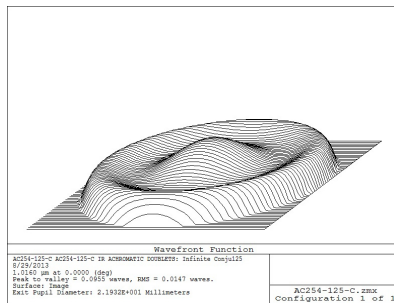 Wavefront Function
AC254-125-C AC254-125-C IR ACHROMATIC DOUBLETS: Infinite Conju125
8/29/2013
1.0160 µm at 0.0000 (deg)
Peak to valley = 0.0955 waves, RMS = 0.0147 waves.
Surface: Image
Exit Pupil Diameter: 2.1932E+001 Millimeters
AC254-125-C.zmx
Configuration 1 of 1